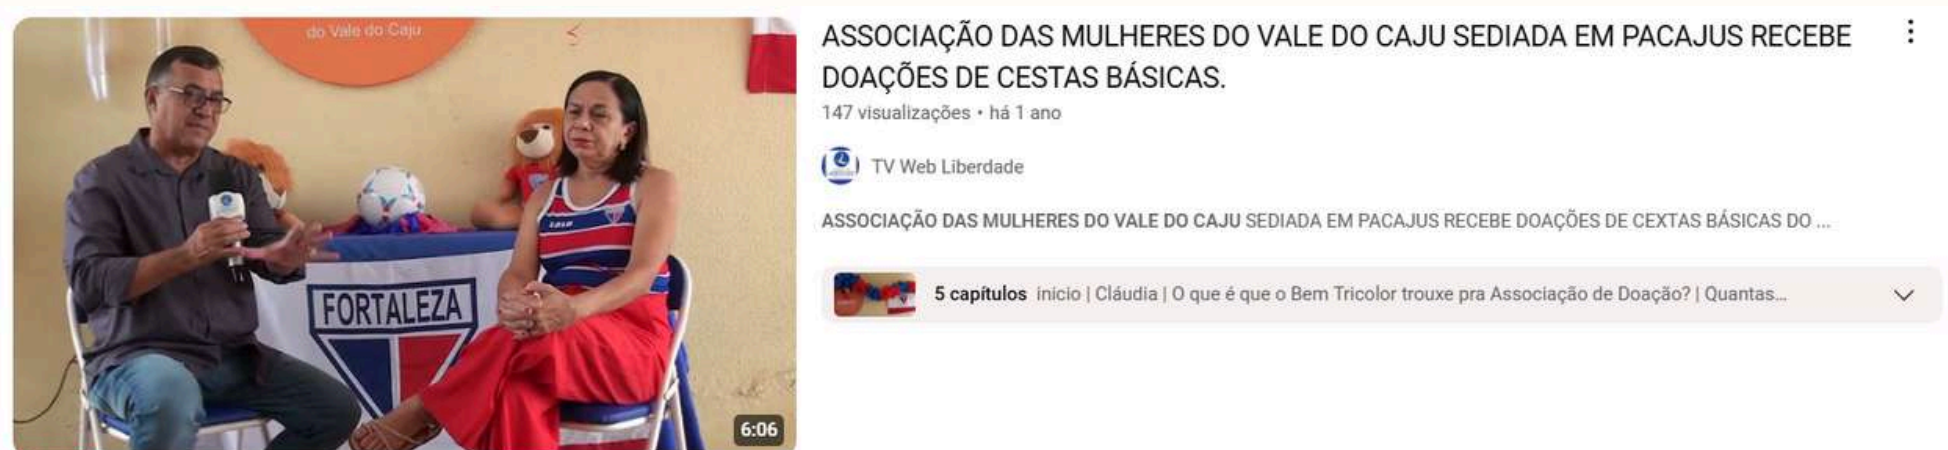 do Vale do Caju
FORTALEZA
6:06
ASSOCIAÇÃO DAS MULHERES DO VALE DO CAJU SEDIADA EM PACAJUS RECEBE
DOAÇÕES DE CESTAS BÁSICAS.
147 visualizações • há 1 ano
TV Web Liberdade
ASSOCIAÇÃO DAS MULHERES DO VALE DO CAJU SEDIADA EM PACAJUS RECEBE DOAÇÕES DE CEXTAS BÁSICAS DO ...
5 capítulos inicio | Cláudia | O que é que o Bem Tricolor trouxe pra Associação de Doação? | Quantas...